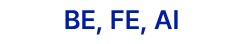 BE, FE, AI